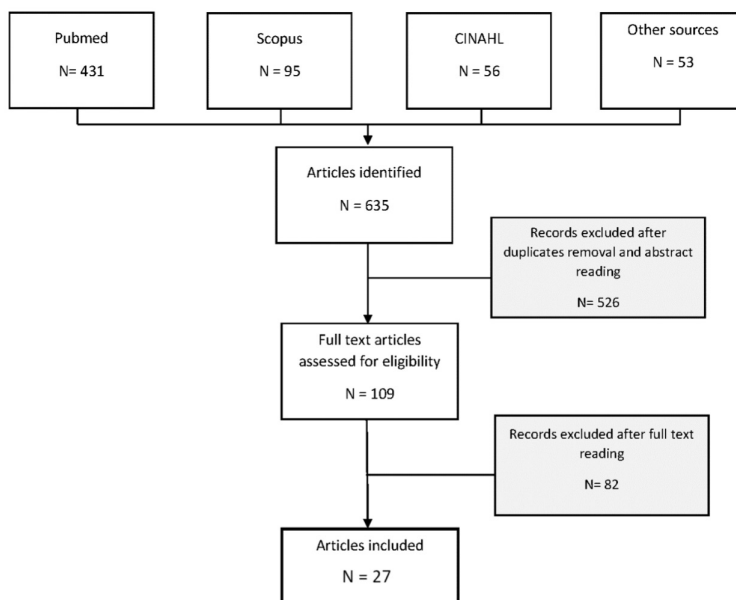 Pubmed
N= 431
Scopus
N = 95
CINAHL
N = 56
Other sources
N = 53
Articles identified
N = 635
Records excluded after
duplicates removal and abstract
reading
N= 526
Full text articles
assessed for eligibility
N = 109
Records excluded after full text
reading
N= 82
Articles included
N = 27